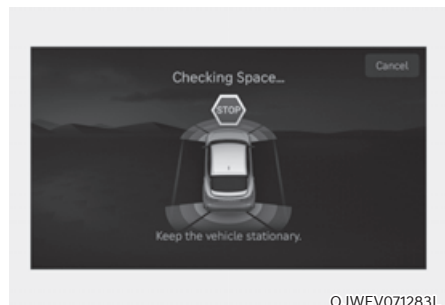 Cancel
Checking Space...
STOP
Keep the vehicle stationary.
OJWEV071283L